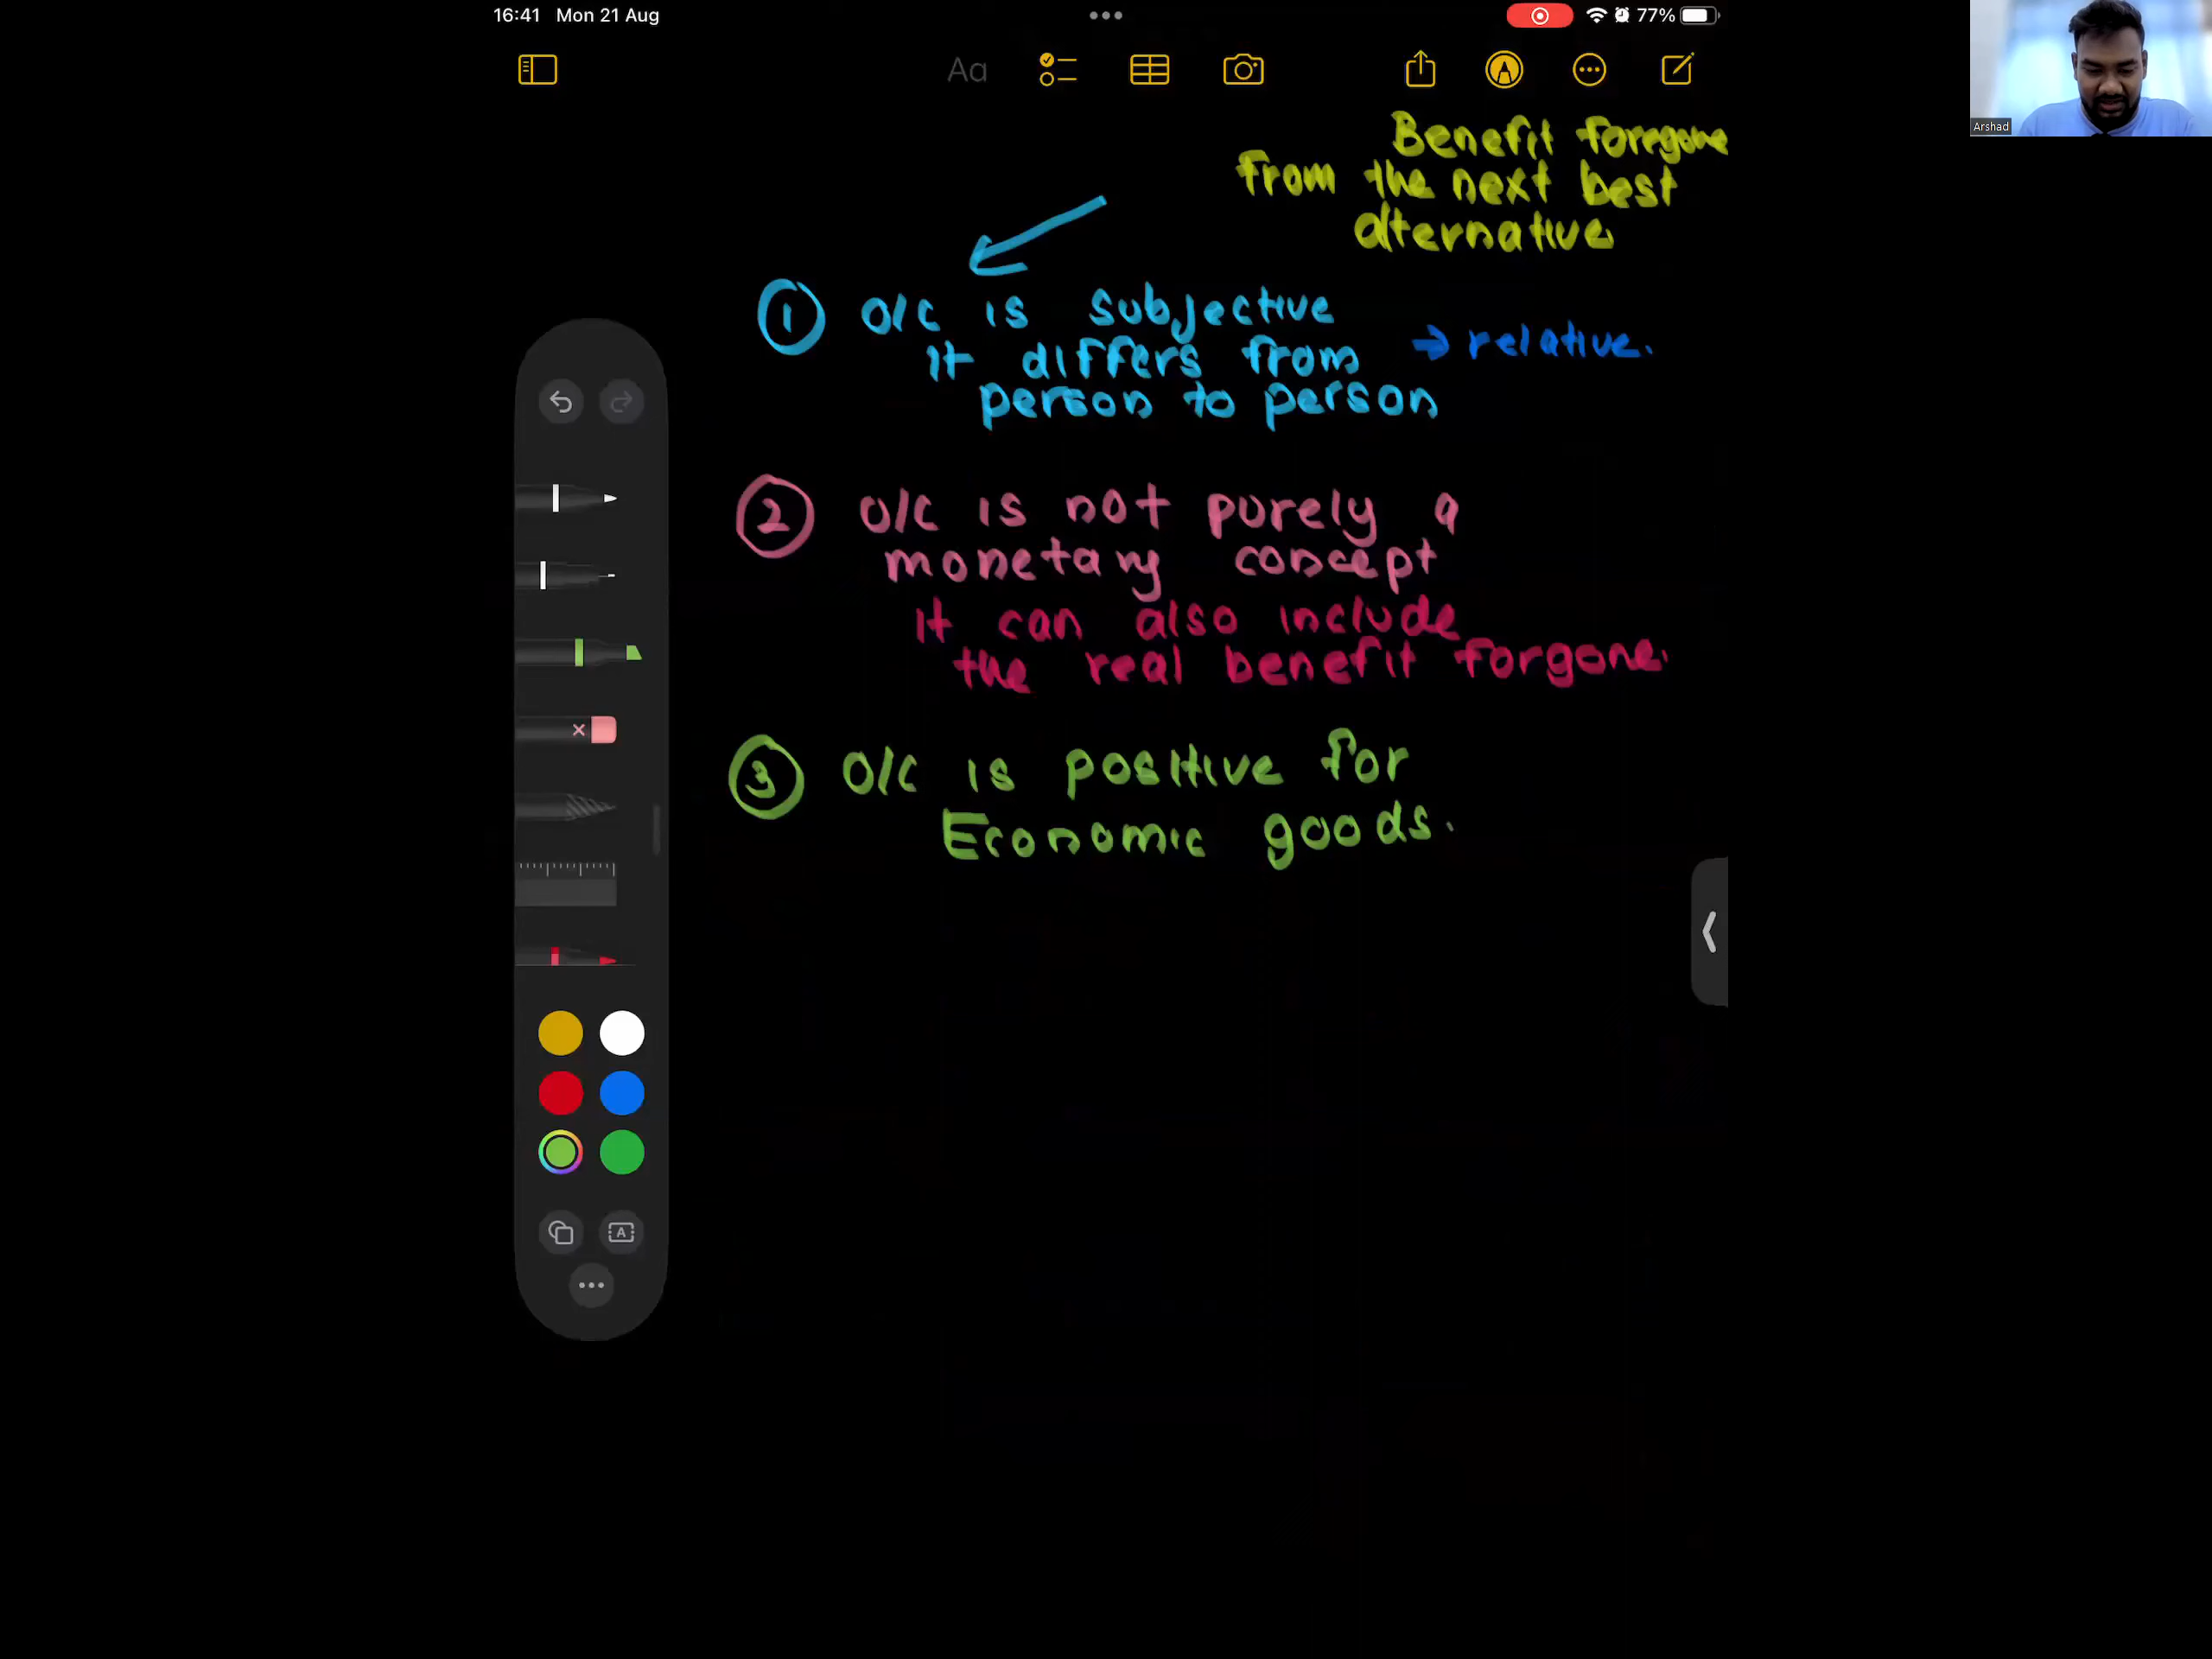 16:41 Mon 21 Aug
77%
Aa
Arshad
Benefit foregone
from the next best
alternative
1 O/C is subjective
it differs from → relative.
person to person
2 O/C is not purely a
monetary concept
it can also include
the real benefit forgone.
3 O/C is positive for
Economic goods.
A